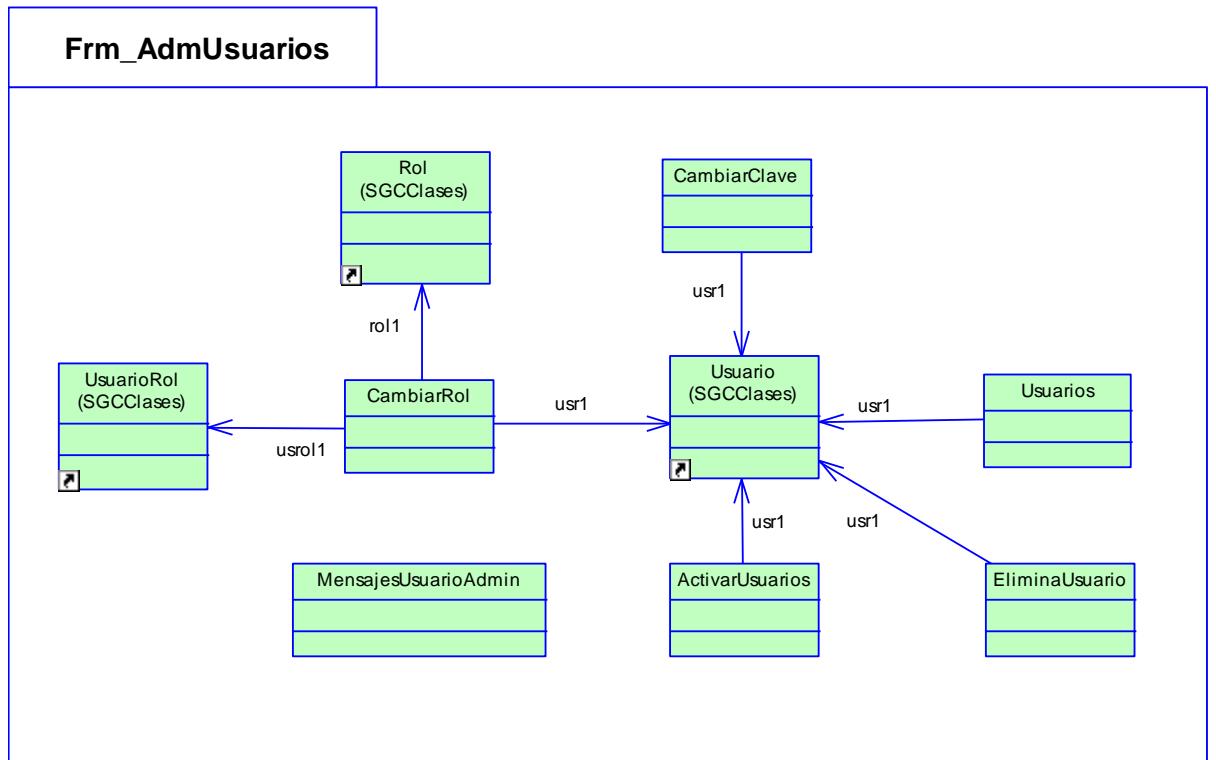 Frm_AdmUsuarios
Rol
(SGCClases)
CambiarClave
usr1
rol1
UsuarioRol
(SGCClases)
CambiarRol
usr1
Usuario
(SGCClases)
usr1
Usuarios
usrol1
usr1
usr1
MensajesUsuarioAdmin
ActivarUsuarios
EliminaUsuario